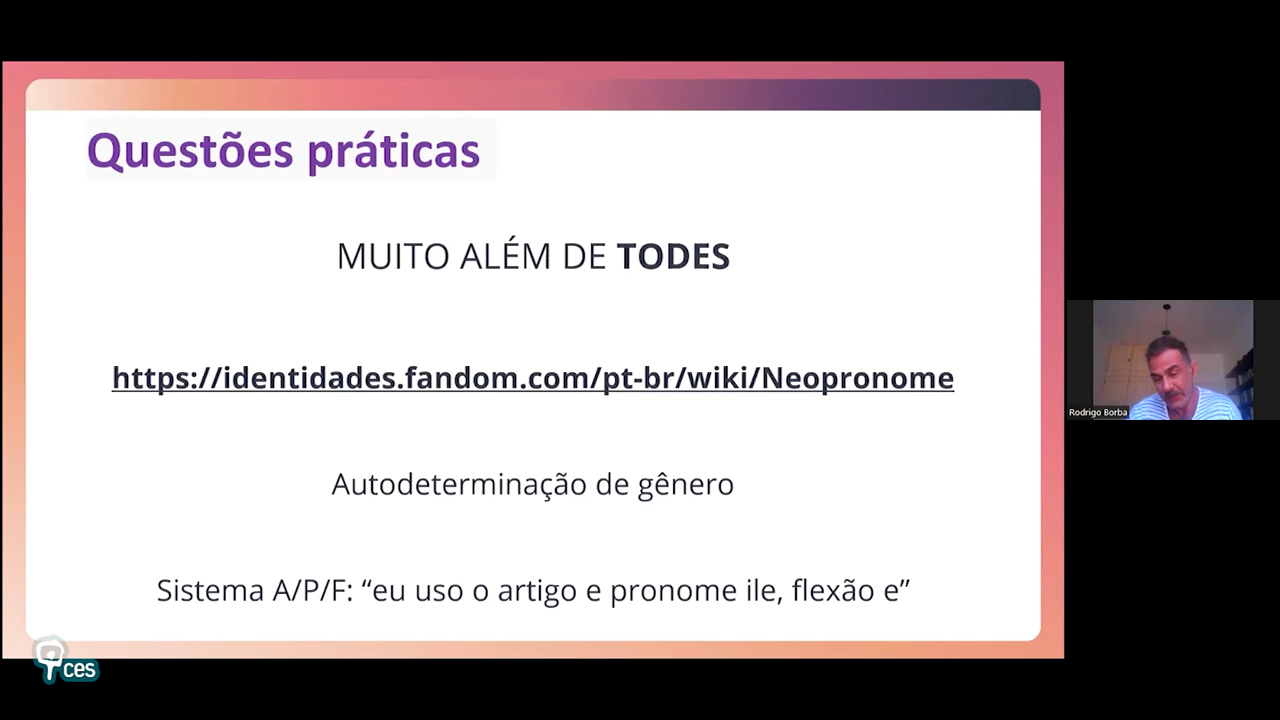 Questões práticas
MUITO ALÉM DE TODES
https://identidades.fandom.com/pt-br/wiki/Neopronome
Autodeterminação de gênero
Sistema A/P/F: “eu uso o artigo e pronome ile, flexão e”
Rodrigo Borba
ces